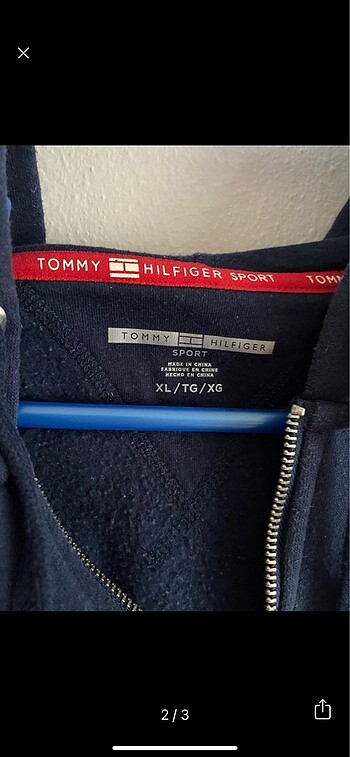 TOMMY HILFIGER SPORT TOMM
TOMMY HILFIGER
SPORT
MADE IN CHINA
FABRIQUÉ EN CHINE
HECHO EN CHINA
XL/TG/XG
2/3